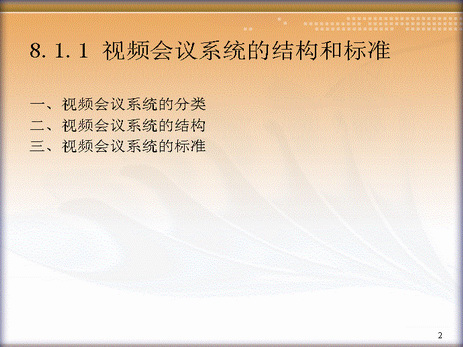 8.1.1 视频会议系统的结构和标准
一、视频会议系统的分类
二、视频会议系统的结构
三、视频会议系统的标准
2